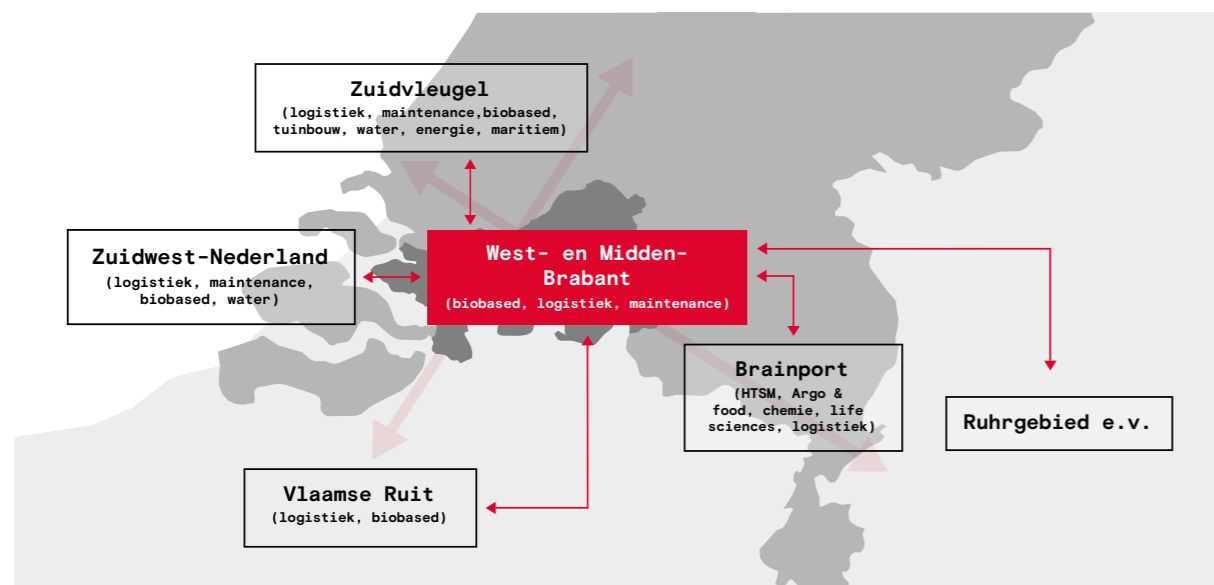 Zuidvleugel
(logistiek, maintenance,biobased,
tuinbouw, water, energie, maritiem)
Zuidwest-Nederland
(logistiek, maintenance,
biobased, water)
West- en Midden-
Brabant
(biobased, logistiek, maintenance)
Brainport
(HTSM, Argo &
food, chemie, life
sciences, logistiek)
Ruhrgebied e.v.
Vlaamse Ruit
(logistiek, biobased)